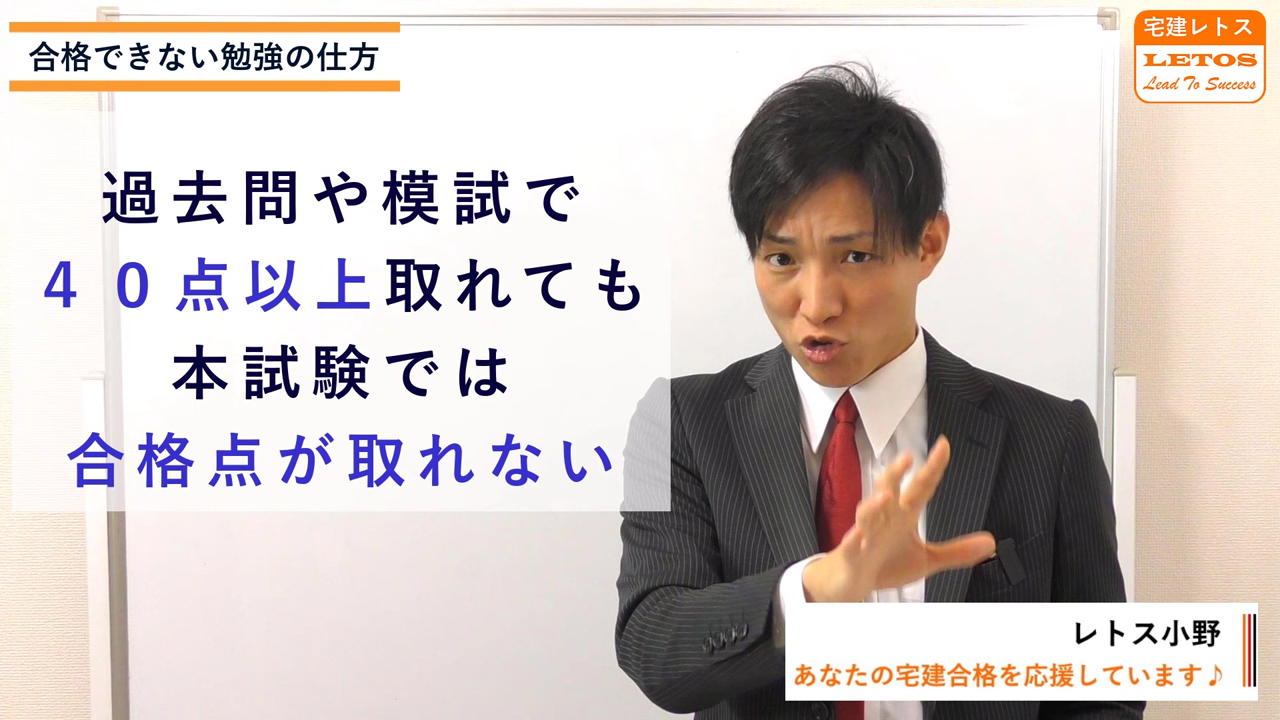 合格できない勉強の仕方
宅建レトス
LETOS
Lead To Success
過去問や模試で
４０点以上取れても
本試験では
合格点が取れない
レトス小野
あなたの宅建合格を応援しています♪